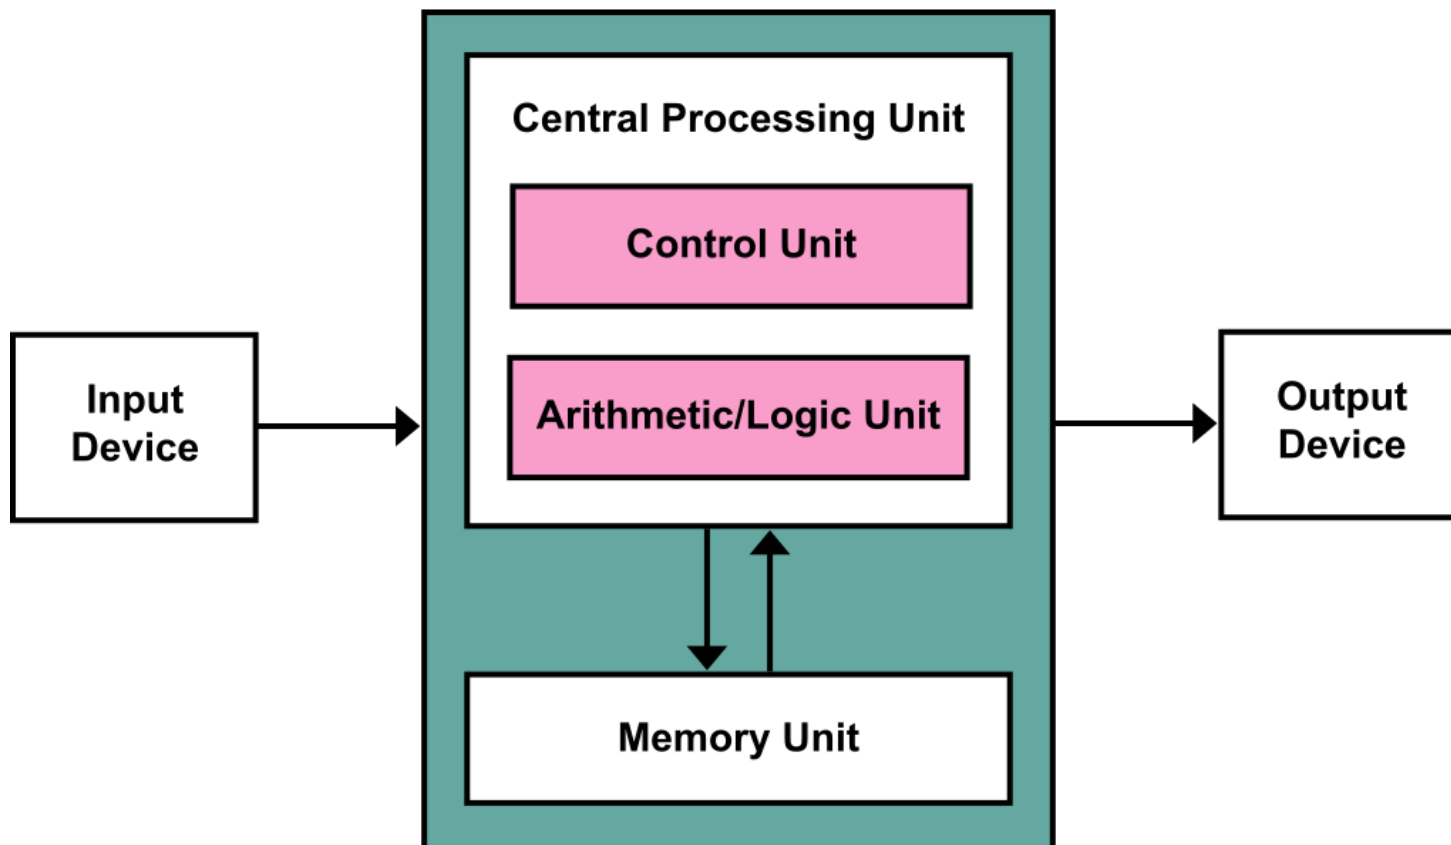 Central Processing Unit
Control Unit
Arithmetic/Logic Unit
Input
Device
Output
Device
Memory Unit